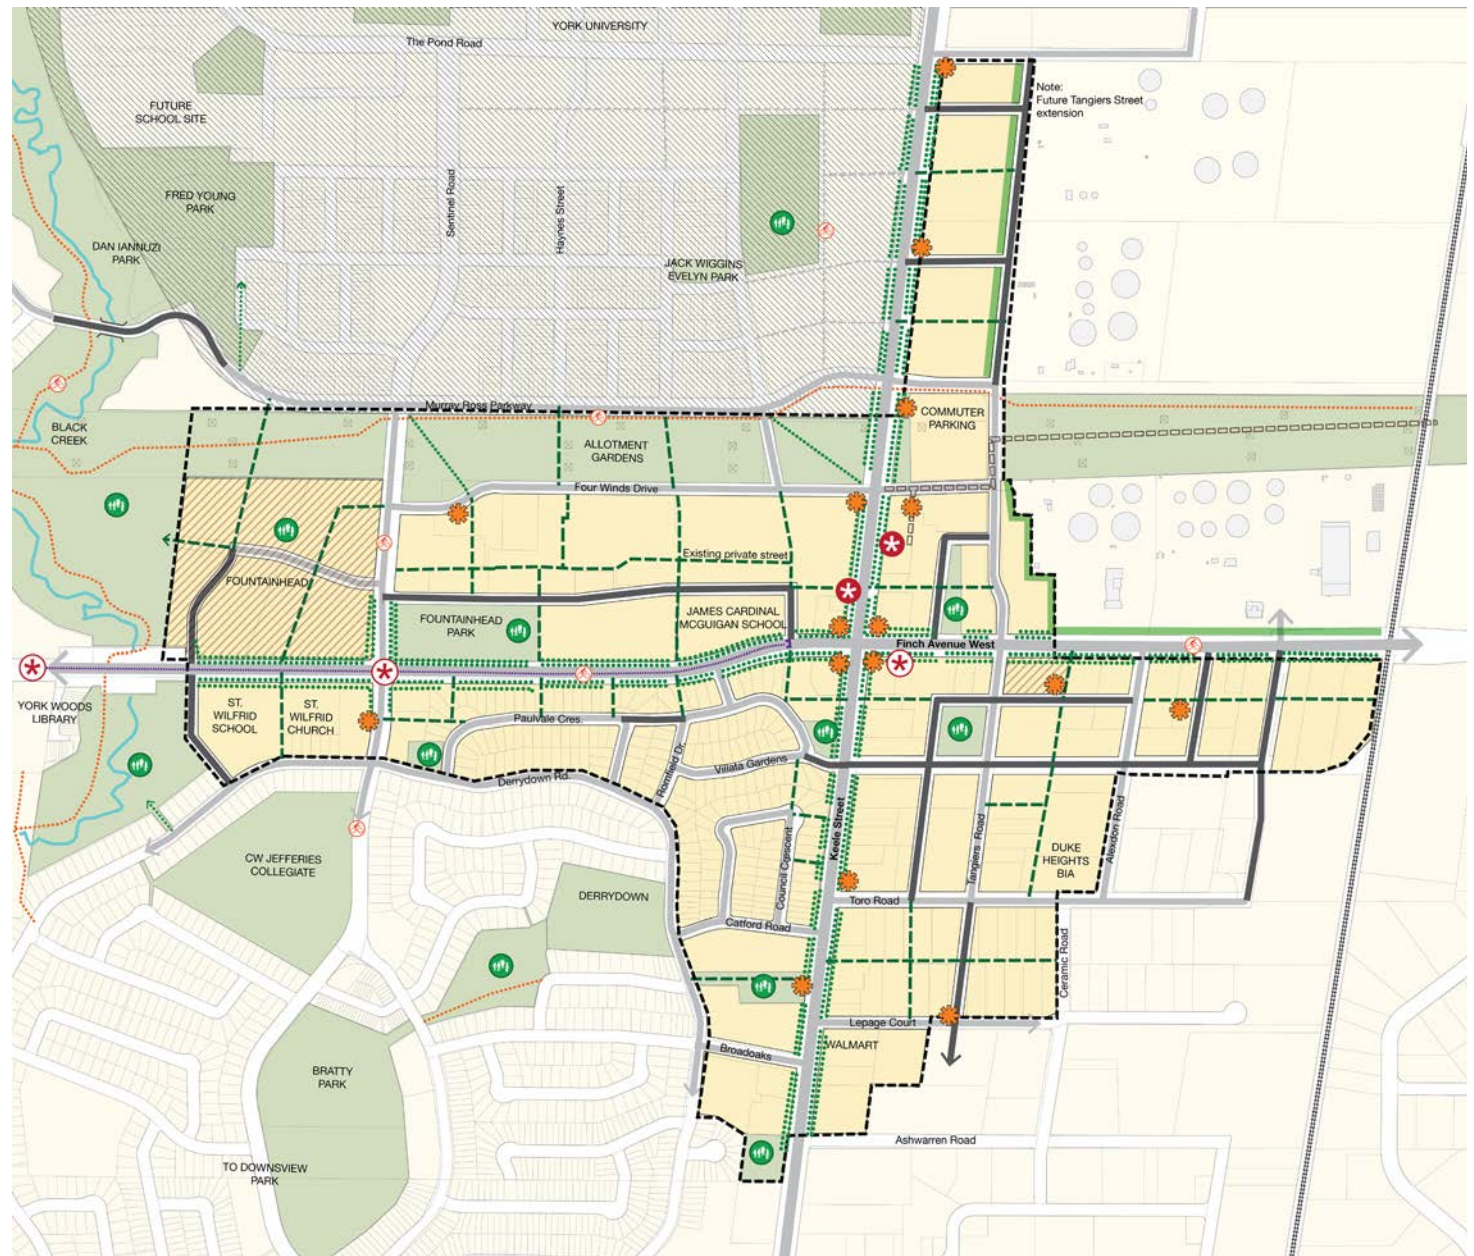 YORK UNIVERSITY
The Pond Road
Note:
Future Tangiers Street
extension
FUTURE
SCHOOL SITE
FRED YOUNG
PARK
Sentinel Road
Haynes Street
DAN IANNUZI
PARK
JACK WIGGINS
EVELYN PARK
Murray Ross Parkway
COMMUTER
PARKING
BLACK
CREEK
ALLOTMENT
GARDENS
Four Winds Drive
Existing private street
FOUNTAINHEAD
FOUNTAINHEAD
PARK
JAMES CARDINAL
MCGUIGAN SCHOOL
Finch Avenue West
YORK WOODS
LIBRARY
ST.
WILFRID
SCHOOL
ST.
WILFRID
CHURCH
Paulvale Cres.
Romfield Dr.
Villata Gardens
Derrydown Rd.
Keele Street
Council Crescent
Tangiers Road
Alexdon Road
DUKE
HEIGHTS
BIA
CW JEFFERIES
COLLEGIATE
DERRYDOWN
Toro Road
Catford Road
Ceramic Road
Lepage Court
WALMART
Broadoaks
BRATTY
PARK
Ashwarren Road
TO DOWNSVIEW
PARK